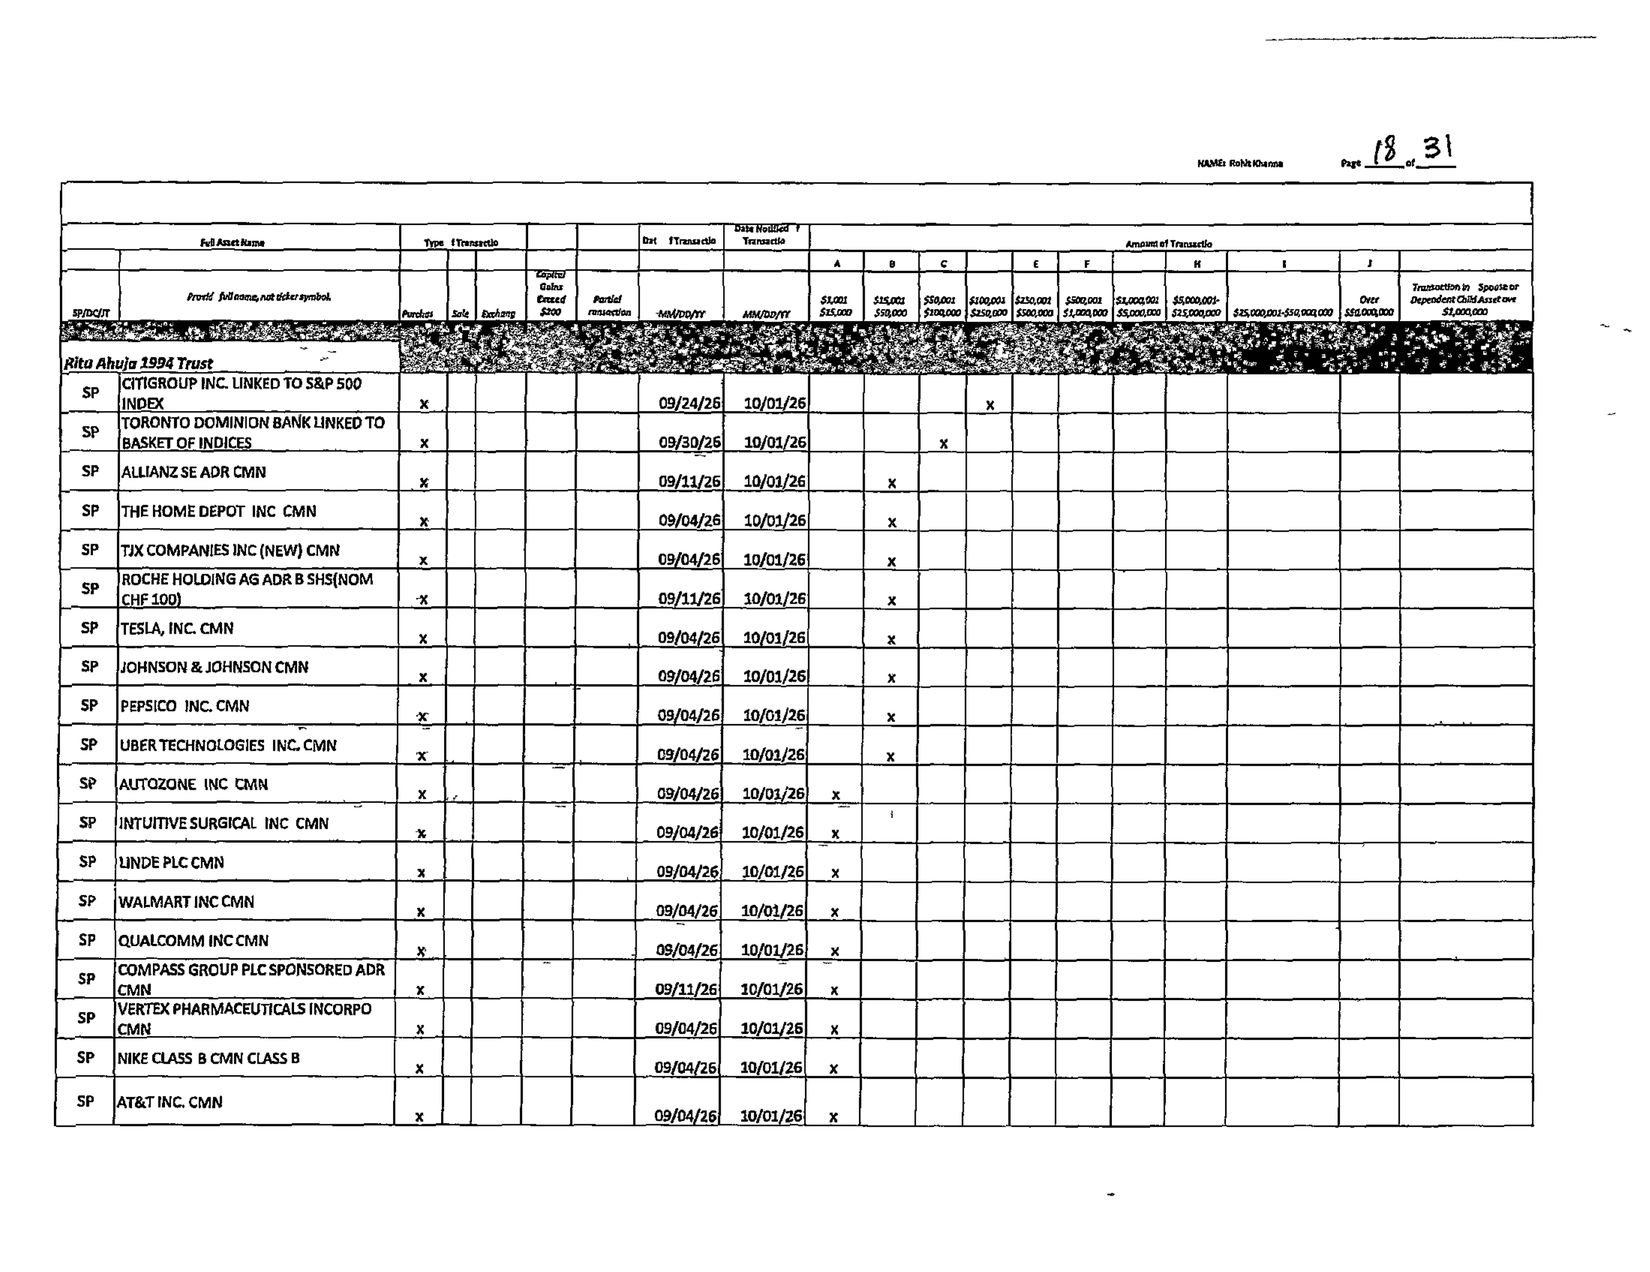 NAME: Rohit Khanna Page 18 of 31
Full Asset Name Type f Transactio Dat f Transactio Date Notified f Transactio Amount of Transactio
A B C E F H I J
SP/DC/JT Provid full name, not ticker symbol. Purchas Sale Exchang Capital Gains Exceed $200 Partial ransaction MM/DD/YY MM/DD/YY $1,001 $15,000 $15,001 $50,000 $50,001 $100,000 $100,001 $250,000 $250,001 $500,000 $500,001 $1,000,000 $1,000,001 $5,000,000 $5,000,001- $25,000,000 $25,000,001-$50,000,000 Over $50,000,000 Transaction in Spouse or Dependent Child Asset ove $1,000,000
Rita Ahuja 1994 Trust
SP CITIGROUP INC. LINKED TO S&P 500 INDEX x 09/24/26 10/01/26 x
SP TORONTO DOMINION BANK LINKED TO BASKET OF INDICES x 09/30/26 10/01/26 x
SP ALLIANZ SE ADR CMN x 09/11/26 10/01/26 x
SP THE HOME DEPOT INC CMN x 09/04/26 10/01/26 x
SP TJX COMPANIES INC (NEW) CMN x 09/04/26 10/01/26 x
SP ROCHE HOLDING AG ADR B SHS(NOM CHF 100) x 09/11/26 10/01/26 x
SP TESLA, INC. CMN x 09/04/26 10/01/26 x
SP JOHNSON & JOHNSON CMN x 09/04/26 10/01/26 x
SP PEPSICO INC. CMN x 09/04/26 10/01/26 x
SP UBER TECHNOLOGIES INC. CMN x 09/04/26 10/01/26 x
SP AUTOZONE INC CMN x 09/04/26 10/01/26 x
SP INTUITIVE SURGICAL INC CMN x 09/04/26 10/01/26 x
SP LINDE PLC CMN x 09/04/26 10/01/26 x
SP WALMART INC CMN x 09/04/26 10/01/26 x
SP QUALCOMM INC CMN x 09/04/26 10/01/26 x
SP COMPASS GROUP PLC SPONSORED ADR CMN x 09/11/26 10/01/26 x
SP VERTEX PHARMACEUTICALS INCORPO CMN x 09/04/26 10/01/26 x
SP NIKE CLASS B CMN CLASS B x 09/04/26 10/01/26 x
SP AT&T INC. CMN x 09/04/26 10/01/26 x